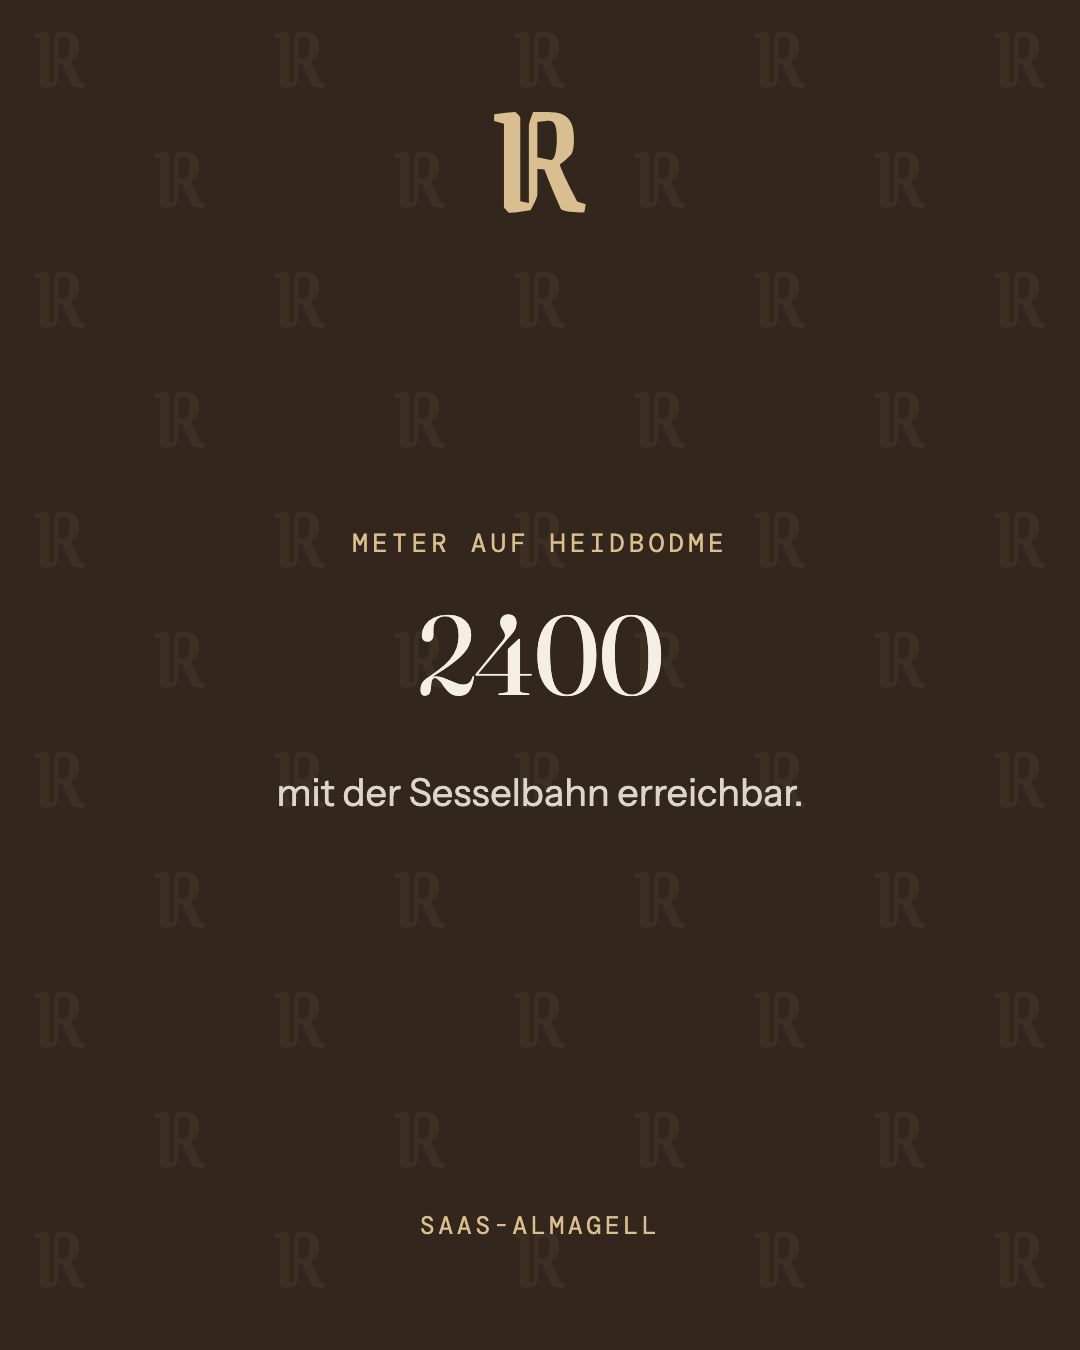 R
METER AUF HEIDBODME
2400
mit der Sesselbahn erreichbar.
SAAS-ALMAGELL